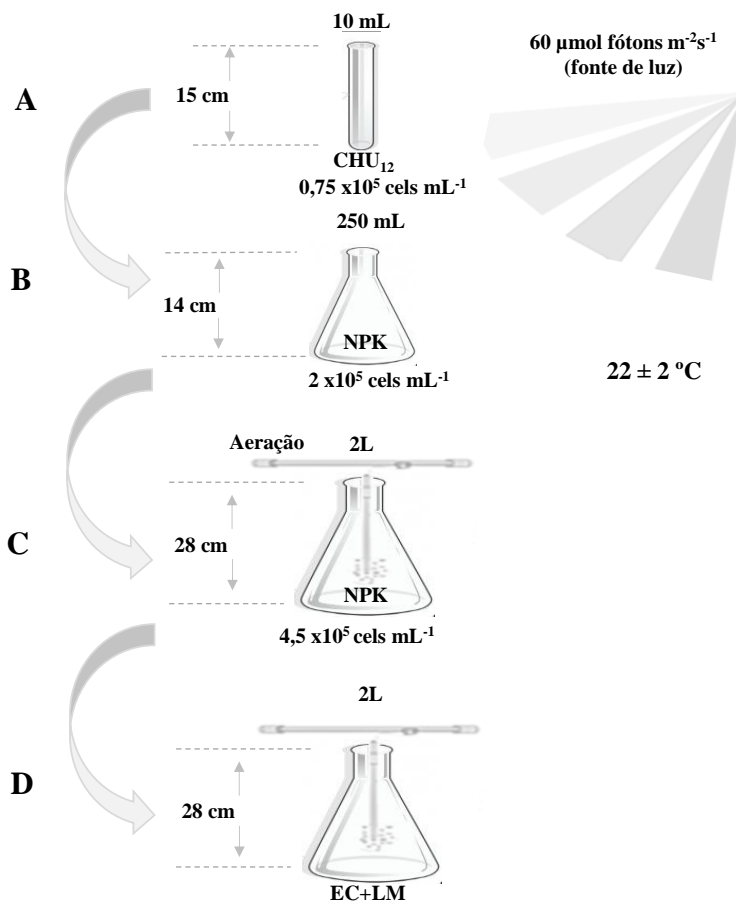 10 mL
60 µmol fótons m⁻²s⁻¹
(fonte de luz)
A
15 cm
CHU₁₂
0,75 x10⁵ cels mL⁻¹
250 mL
B
14 cm
NPK
2 x10⁵ cels mL⁻¹
22 ± 2 ºC
Aeração
2L
C
28 cm
NPK
4,5 x10⁵ cels mL⁻¹
2L
D
28 cm
EC+LM